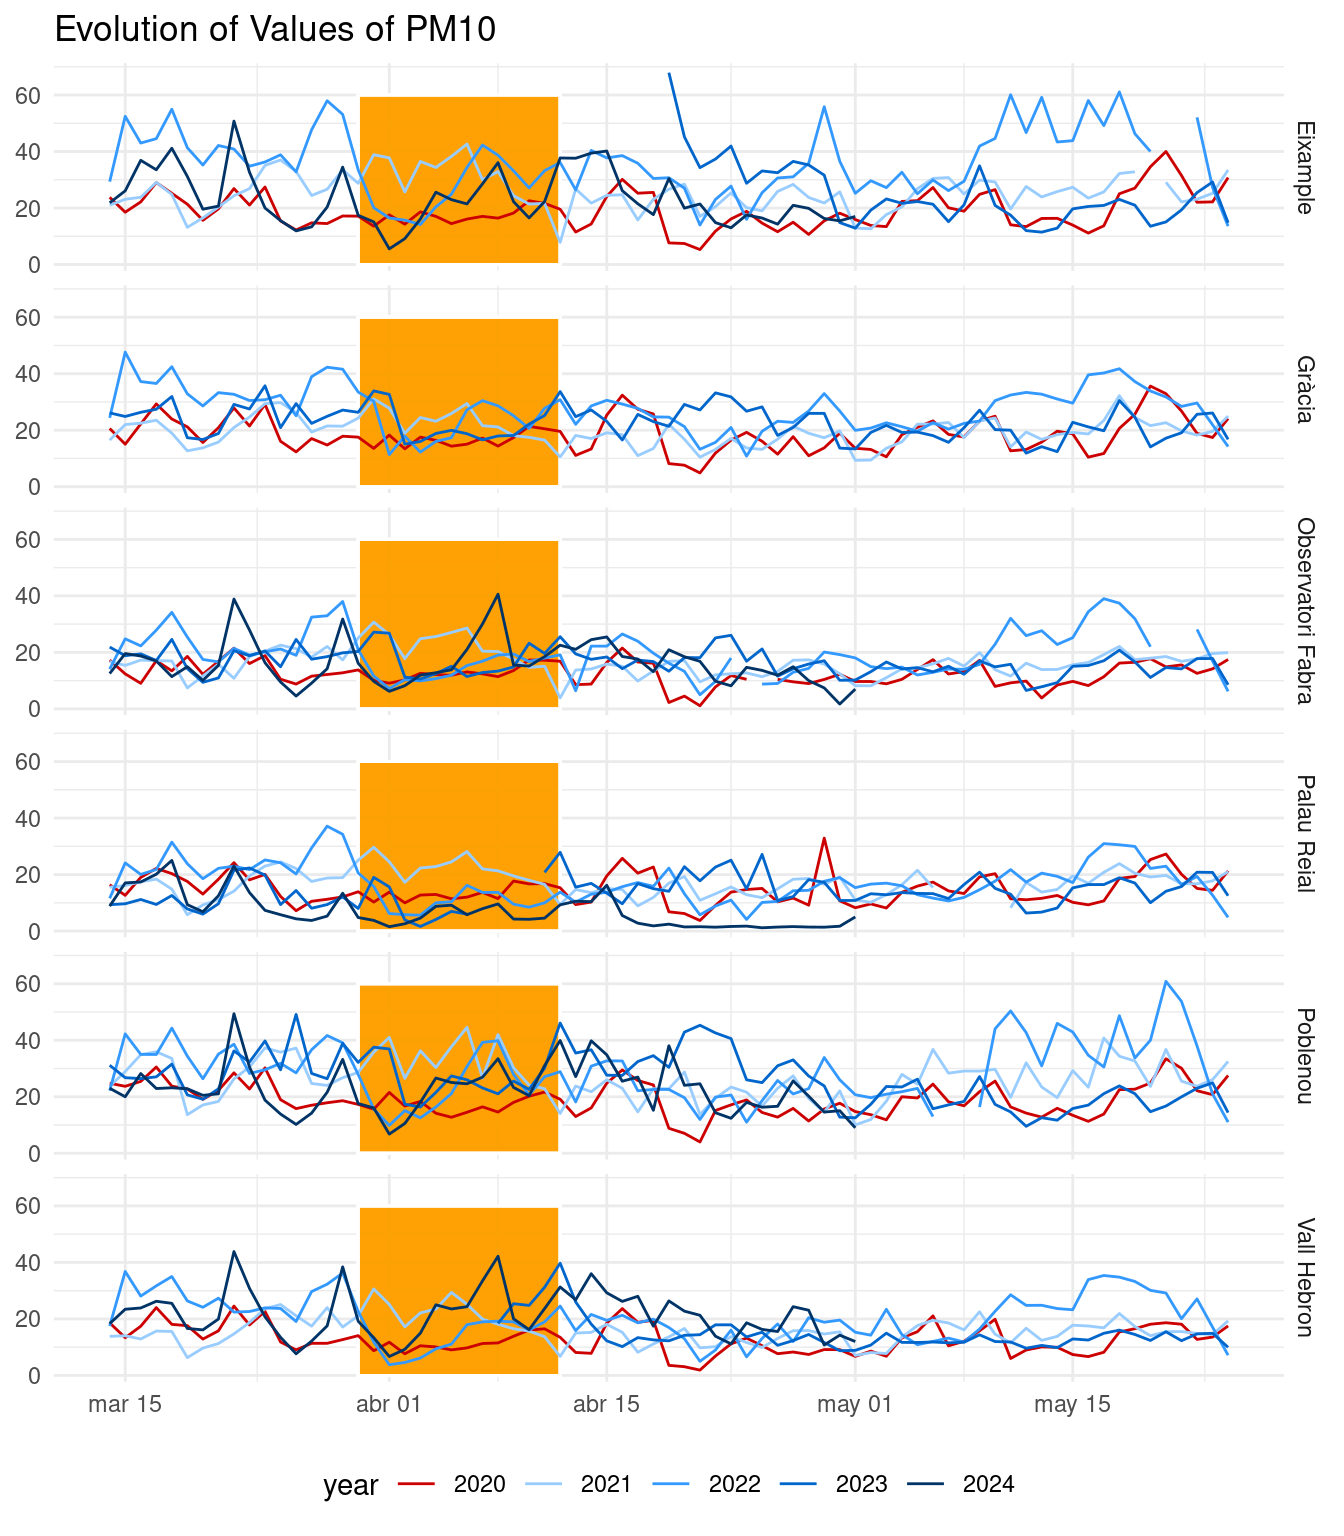 Evolution of Values of PM10
60
40
20
0
Eixample
60
40
20
0
Gràcia
60
40
20
0
Observatori Fabra
60
40
20
0
Palau Reial
60
40
20
0
Poblenou
60
40
20
0
Vall Hebron
mar 15 abr 01 abr 15 may 01 may 15
year 2020 2021 2022 2023 2024